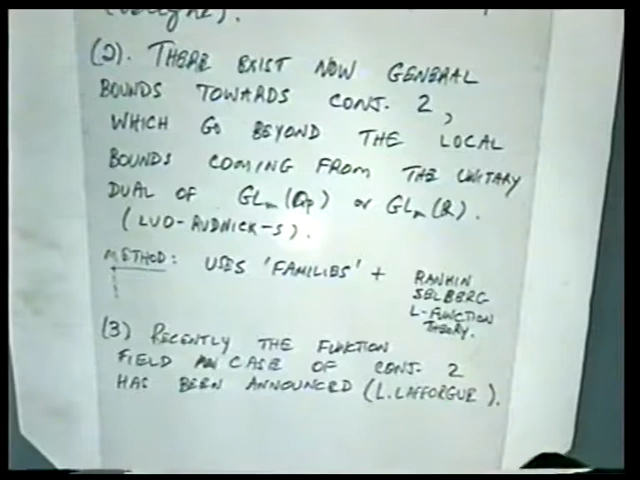 (Deligne).
(2). THERE EXIST NOW GENERAL
BOUNDS TOWARDS CONJ. 2,
WHICH GO BEYOND THE LOCAL
BOUNDS COMING FROM THE UNITARY
DUAL OF GLm(Qp) or GLm(R).
(LUO-RUDNICK-S).
METHOD: USES 'FAMILIES' + RANKIN
SELBERG
L-FUNCTION
THEORY.
(3) RECENTLY THE FUNCTION
FIELD CASE OF CONJ. 2
HAS BEEN ANNOUNCED (L. LAFFORGUE).